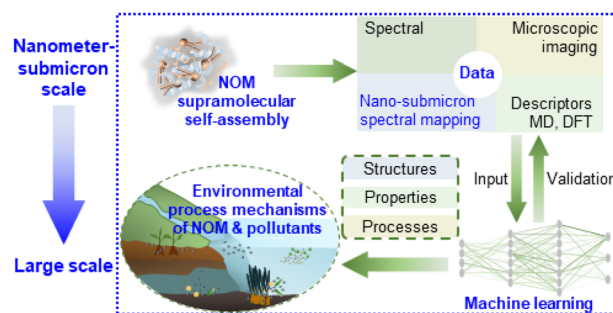 Nanometer-
submicron
scale
Large scale
NOM
supramolecular
self-assembly
Spectral
Microscopic
imaging
Data
Nano-submicron
spectral mapping
Descriptors
MD, DFT
Input
Validation
Structures
Properties
Processes
Environmental
process mechanisms
of NOM & pollutants
Machine learning